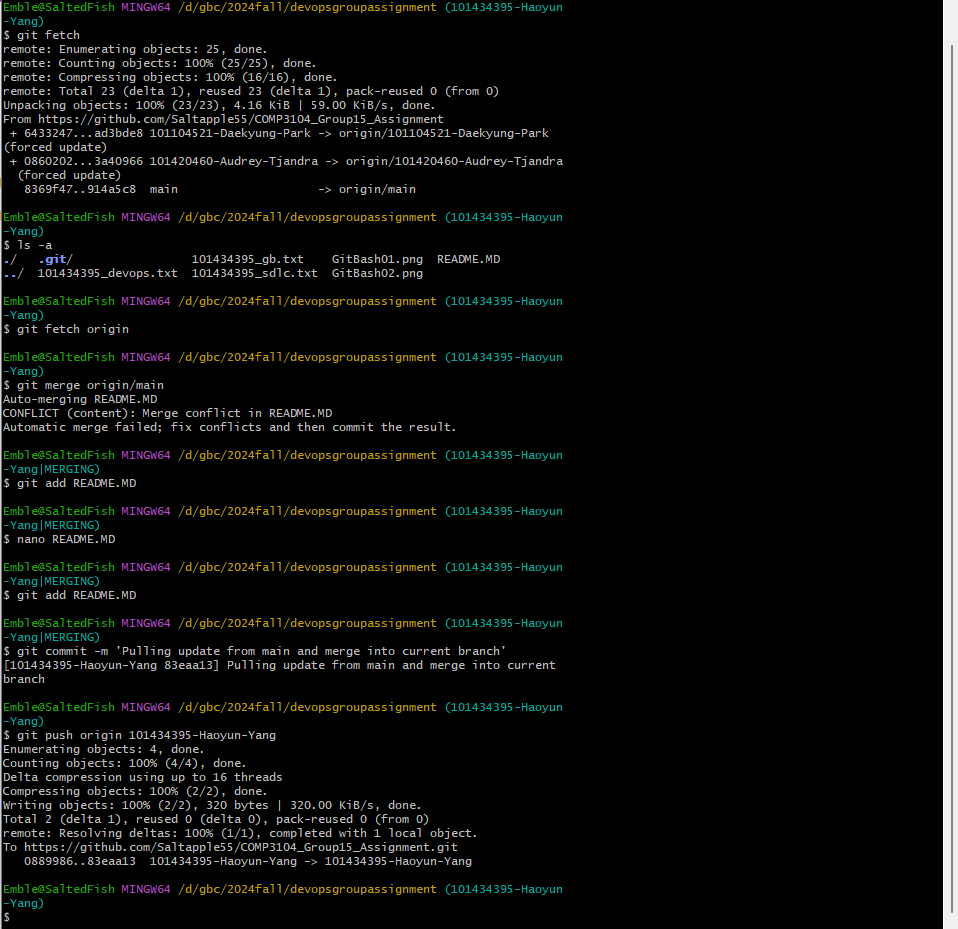 Emble@SaltedFish MINGW64 /d/gbc/2024fall/devopsgroupassignment (101434395-Haoyun
-Yang)
$ git fetch
remote: Enumerating objects: 25, done.
remote: Counting objects: 100% (25/25), done.
remote: Compressing objects: 100% (16/16), done.
remote: Total 23 (delta 1), reused 23 (delta 1), pack-reused 0 (from 0)
Unpacking objects: 100% (23/23), 4.16 KiB | 59.00 KiB/s, done.
From https://github.com/Saltapple55/COMP3104_Group15_Assignment
 + 6433247...ad3bde8 101104521-Daekyung-Park -> origin/101104521-Daekyung-Park
(forced update)
 + 0860202...3a40966 101420460-Audrey-Tjandra -> origin/101420460-Audrey-Tjandra
  (forced update)
   8369f47..914a5c8  main                    -> origin/main

Emble@SaltedFish MINGW64 /d/gbc/2024fall/devopsgroupassignment (101434395-Haoyun
-Yang)
$ ls -a
./   .git/                 101434395_gb.txt    GitBash01.png  README.MD
../  101434395_devops.txt  101434395_sdlc.txt  GitBash02.png

Emble@SaltedFish MINGW64 /d/gbc/2024fall/devopsgroupassignment (101434395-Haoyun
-Yang)
$ git fetch origin

Emble@SaltedFish MINGW64 /d/gbc/2024fall/devopsgroupassignment (101434395-Haoyun
-Yang)
$ git merge origin/main
Auto-merging README.MD
CONFLICT (content): Merge conflict in README.MD
Automatic merge failed; fix conflicts and then commit the result.

Emble@SaltedFish MINGW64 /d/gbc/2024fall/devopsgroupassignment (101434395-Haoyun
-Yang|MERGING)
$ git add README.MD

Emble@SaltedFish MINGW64 /d/gbc/2024fall/devopsgroupassignment (101434395-Haoyun
-Yang|MERGING)
$ nano README.MD

Emble@SaltedFish MINGW64 /d/gbc/2024fall/devopsgroupassignment (101434395-Haoyun
-Yang|MERGING)
$ git add README.MD

Emble@SaltedFish MINGW64 /d/gbc/2024fall/devopsgroupassignment (101434395-Haoyun
-Yang|MERGING)
$ git commit -m 'Pulling update from main and merge into current branch'
[101434395-Haoyun-Yang 83eaa13] Pulling update from main and merge into current
branch

Emble@SaltedFish MINGW64 /d/gbc/2024fall/devopsgroupassignment (101434395-Haoyun
-Yang)
$ git push origin 101434395-Haoyun-Yang
Enumerating objects: 4, done.
Counting objects: 100% (4/4), done.
Delta compression using up to 16 threads
Compressing objects: 100% (2/2), done.
Writing objects: 100% (2/2), 320 bytes | 320.00 KiB/s, done.
Total 2 (delta 1), reused 0 (delta 0), pack-reused 0 (from 0)
remote: Resolving deltas: 100% (1/1), completed with 1 local object.
To https://github.com/Saltapple55/COMP3104_Group15_Assignment.git
   0889986..83eaa13  101434395-Haoyun-Yang -> 101434395-Haoyun-Yang

Emble@SaltedFish MINGW64 /d/gbc/2024fall/devopsgroupassignment (101434395-Haoyun
-Yang)
$